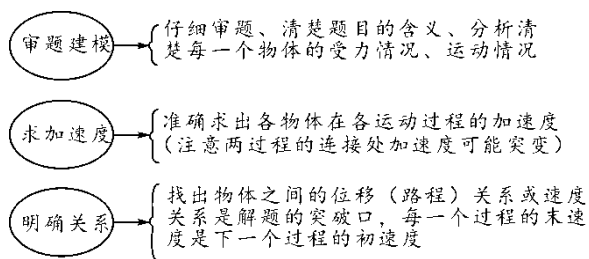 审题建模
仔细审题、清楚题目的含义、分析清
楚每一个物体的受力情况、运动情况
求加速度
准确求出各物体在各运动过程的加速度
(注意两过程的连接处加速度可能突变)
明确关系
找出物体之间的位移(路程)关系或速度
关系是解题的突破口，每一个过程的末速
度是下一个过程的初速度